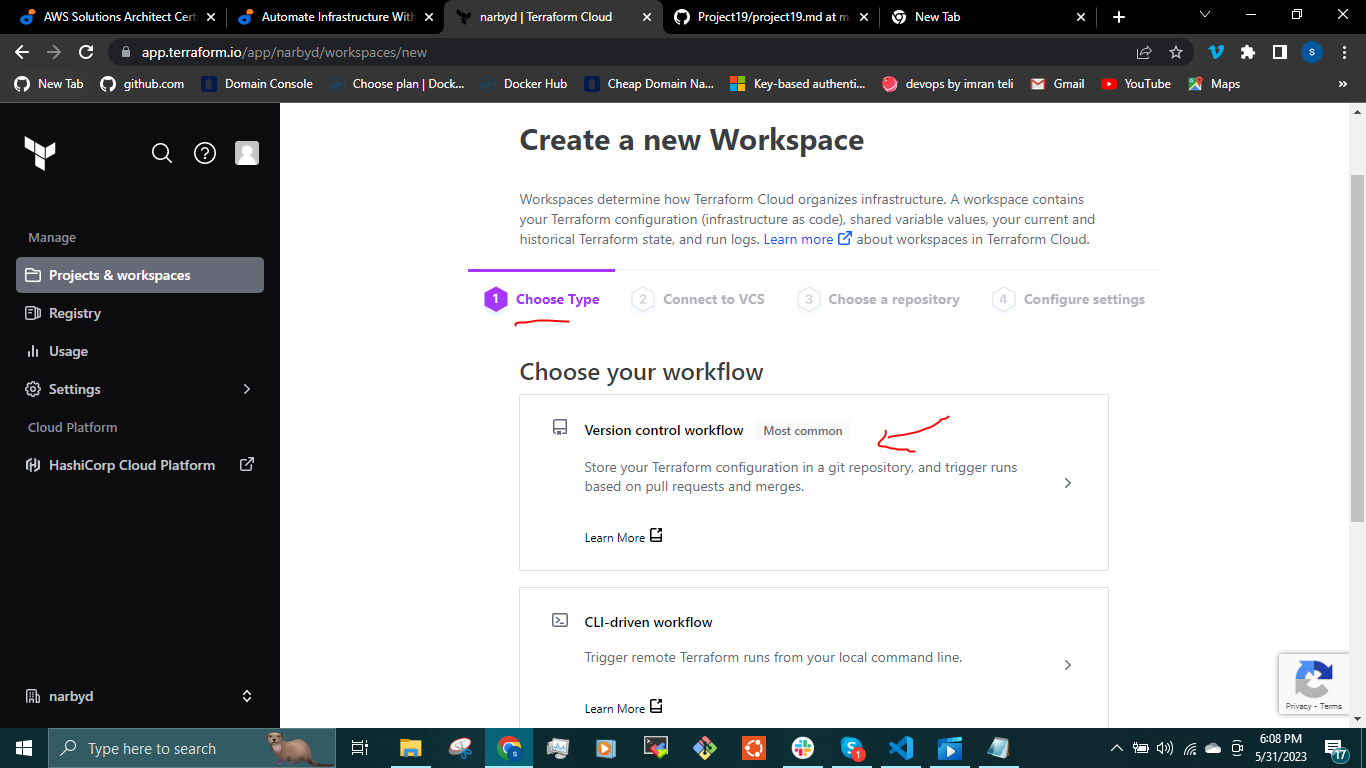 AWS Solutions Architect Cert
Automate Infrastructure With
narbyd | Terraform Cloud
Project19/project19.md at ma
New Tab
app.terraform.io/app/narbyd/workspaces/new
S
New Tab
github.com
Domain Console
Choose plan | Dock...
Docker Hub
Cheap Domain Na...
Key-based authenti...
devops by imran teli
Gmail
YouTube
Maps
»
Manage
Projects & workspaces
Registry
Usage
Settings
Cloud Platform
HashiCorp Cloud Platform
narbyd
Create a new Workspace
Workspaces determine how Terraform Cloud organizes infrastructure. A workspace contains
your Terraform configuration (infrastructure as code), shared variable values, your current and
historical Terraform state, and run logs. Learn more about workspaces in Terraform Cloud.
1 Choose Type
2 Connect to VCS
3 Choose a repository
4 Configure settings
Choose your workflow
Version control workflow Most common
Store your Terraform configuration in a git repository, and trigger runs
based on pull requests and merges.
Learn More
CLI-driven workflow
Trigger remote Terraform runs from your local command line.
Learn More
Privacy - Terms
Type here to search
1
6:08 PM
5/31/2023
17